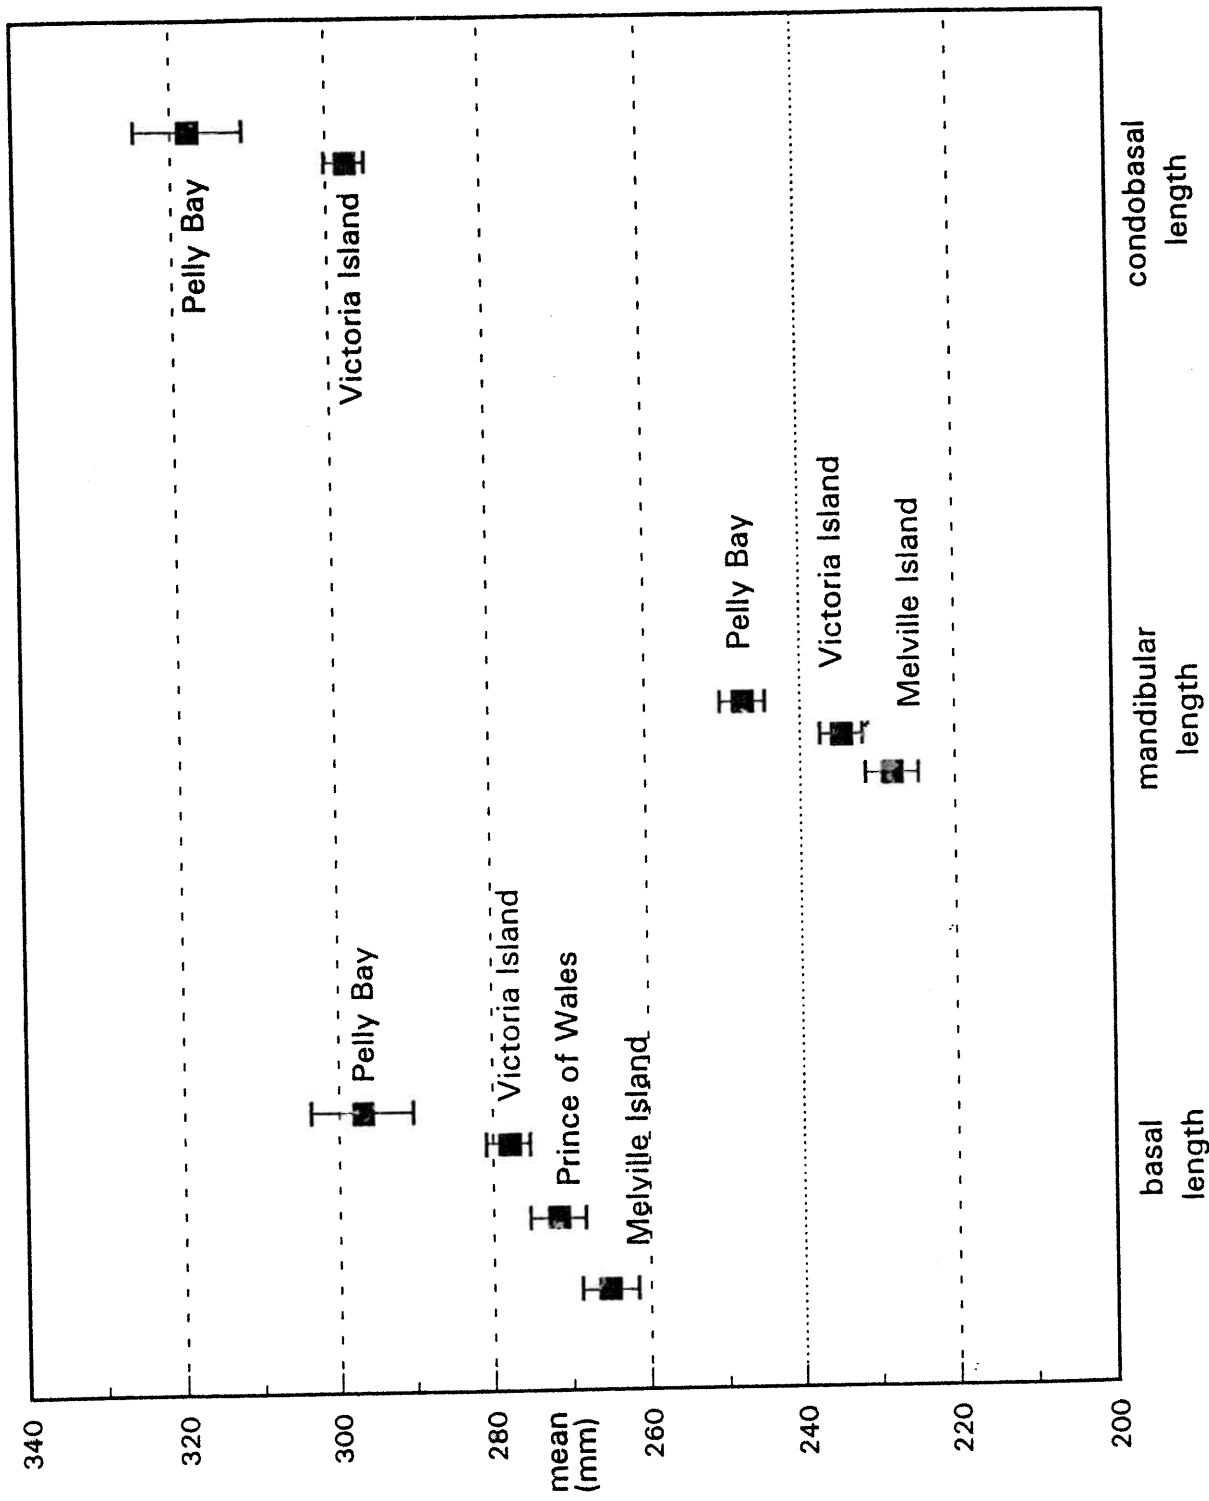 340
320
300
280
mean
(mm)
260
240
220
200
Pelly Bay
Victoria Island
Prince of Wales
Melville Island
Pelly Bay
Victoria Island
Melville Island
Pelly Bay
Victoria Island
basal
length
mandibular
length
condobasal
length